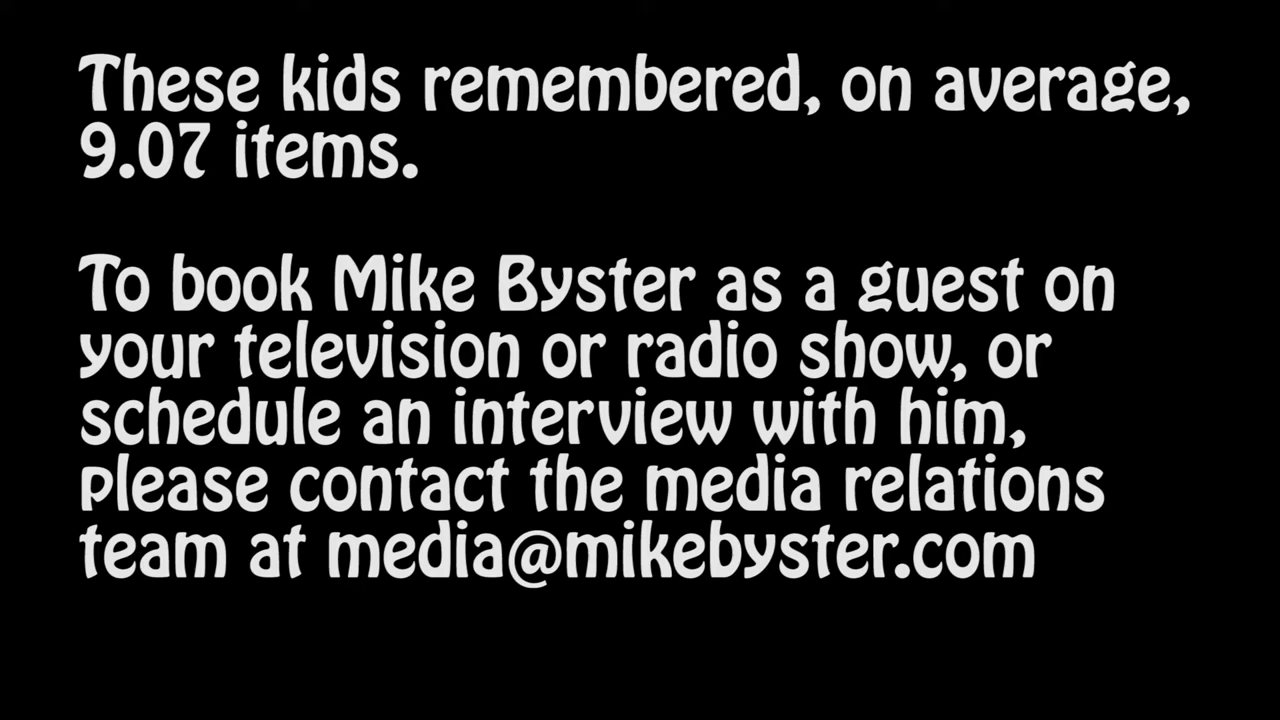 These kids remembered, on average,
9.07 items.
To book Mike Byster as a guest on
your television or radio show, or
schedule an interview with him,
please contact the media relations
team at media@mikebyster.com